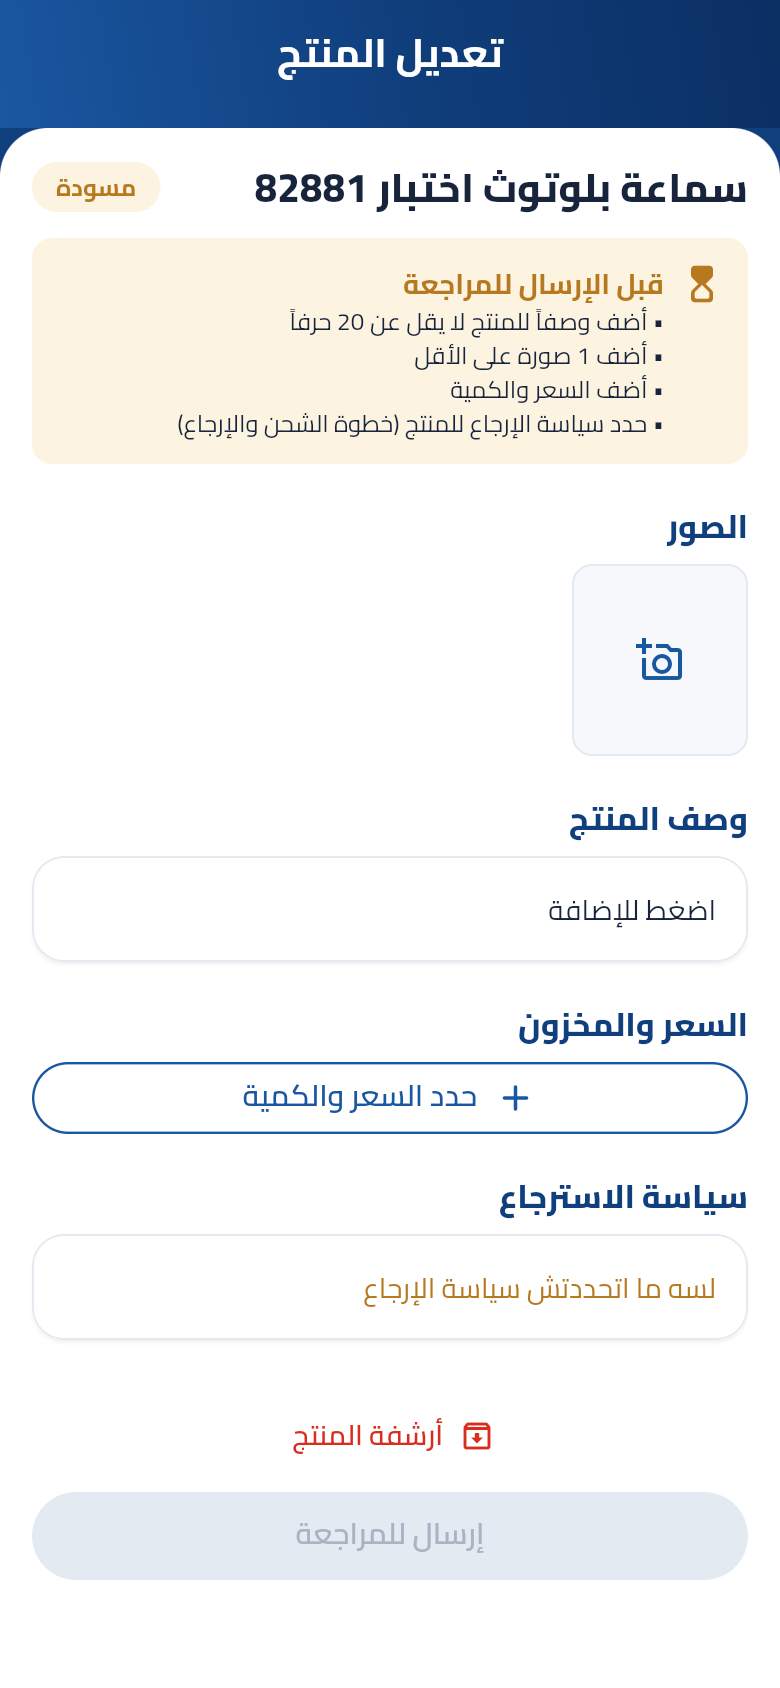 تعديل المنتج
سماعة بلوتوث اختبار 82881
مسودة
قبل الإرسال للمراجعة
▪ أضف وصفاً للمنتج لا يقل عن 20 حرفاً
▪ أضف 1 صورة على الأقل
▪ أضف السعر والكمية
▪ حدد سياسة الإرجاع للمنتج (خطوة الشحن والإرجاع)
الصور
وصف المنتج
اضغط للإضافة
السعر والمخزون
حدد السعر والكمية
سياسة الاسترجاع
لسه ما اتحددتش سياسة الإرجاع
أرشفة المنتج
إرسال للمراجعة